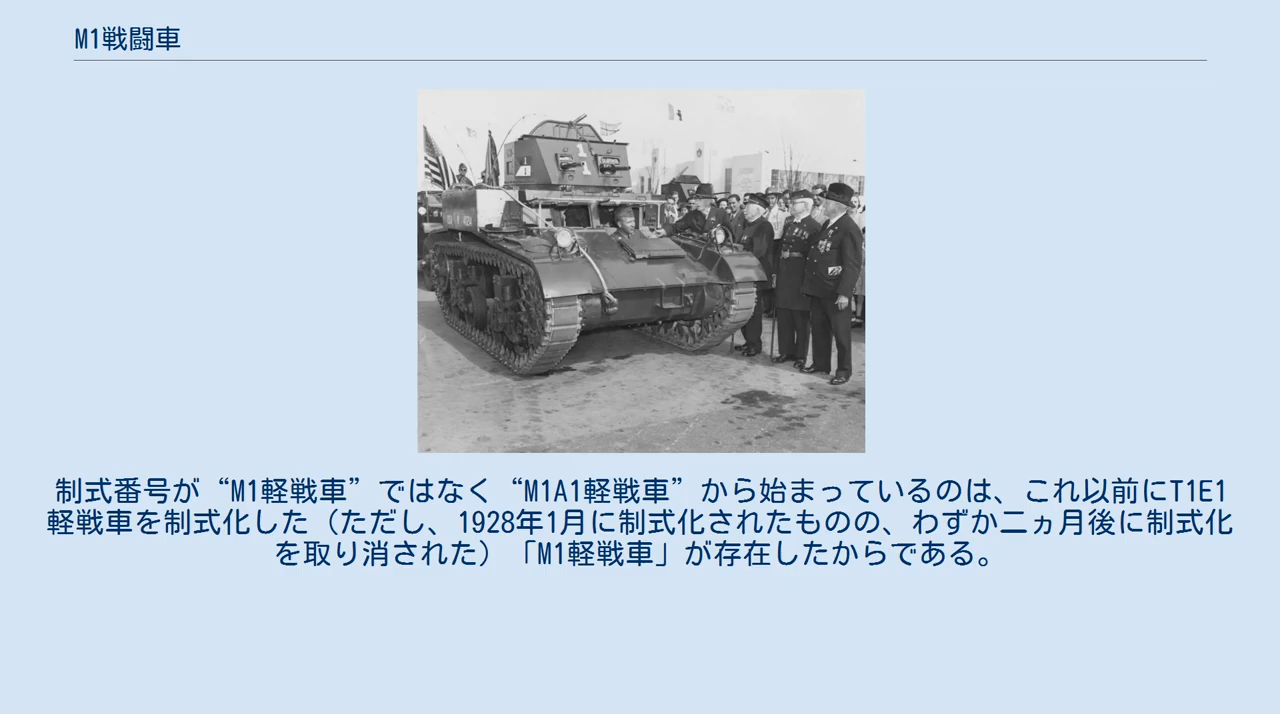 M1戦闘車
1
1
制式番号が“M1軽戦車”ではなく“M1A1軽戦車”から始まっているのは、これ以前にT1E1
軽戦車を制式化した（ただし、1928年1月に制式化されたものの、わずか二ヵ月後に制式化
を取り消された）「M1軽戦車」が存在したからである。